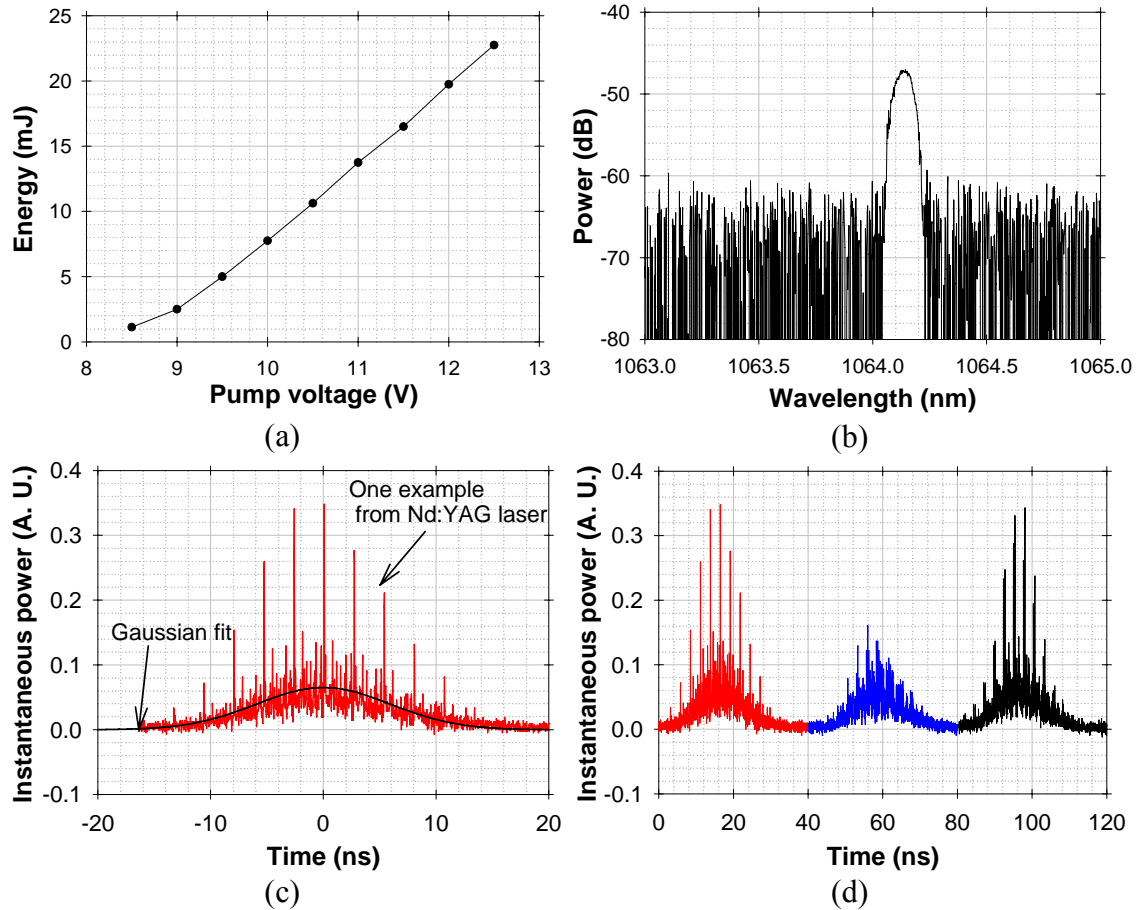 25
20
15
10
5
0
Energy (mJ)
8 9 10 11 12 13
Pump voltage (V)
(a)
-40
-50
-60
-70
-80
Power (dB)
1063.0 1063.5 1064.0 1064.5 1065.0
Wavelength (nm)
(b)
0.4
0.3
0.2
0.1
0.0
-0.1
Instantaneous power (A. U.)
One example
from Nd:YAG laser
Gaussian fit
-20 -10 0 10 20
Time (ns)
(c)
0.4
0.3
0.2
0.1
0.0
-0.1
Instantaneous power (A. U.)
0 20 40 60 80 100 120
Time (ns)
(d)